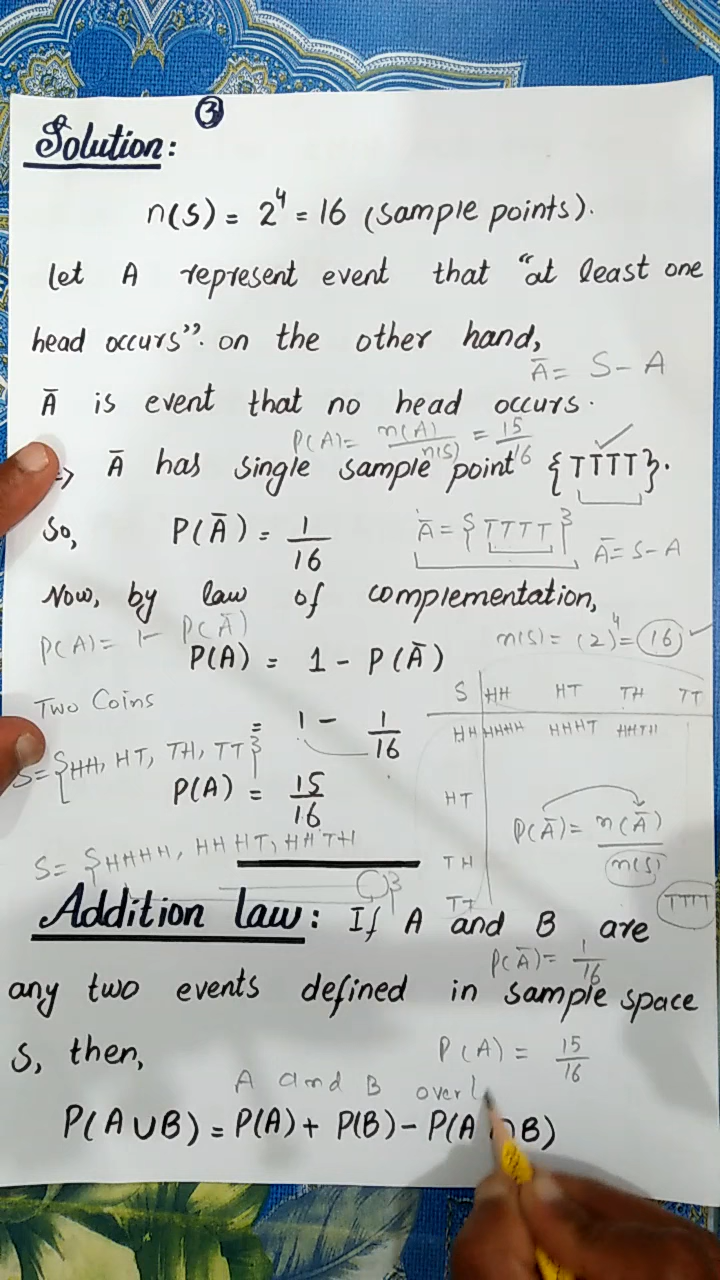 3
Solution:
n(S) = 2⁴ = 16 (Sample points).
Let A represent event that "at least one
head occurs". on the other hand,
Ā = S - A
Ā is event that no head occurs.
P(A) = n(A)/n(S) = 15/16
=> Ā has single sample point {TTTT}.
So, P(Ā) = 1/16
Ā = {TTTT}
Ā = S - A
Now, by law of complementation,
P(A) = 1 - P(Ā)
n(S) = (2)⁴ = 16
P(A) = 1 - P(Ā)
S HH HT TH TT
Two Coins
= 1 - 1/16
HH HHHH HHHT HHTH
S = {HH, HT, TH, TT}
P(A) = 15/16
HT
P(Ā) = n(Ā)/n(S)
S = {HHHH, HHHT, HHTH
TH
}
TT
TTTT
Addition law: If A and B are
P(Ā) = 1/16
any two events defined in sample space
S, then,
P(A) = 15/16
A and B over
P(A∪B) = P(A) + P(B) - P(A∩B)